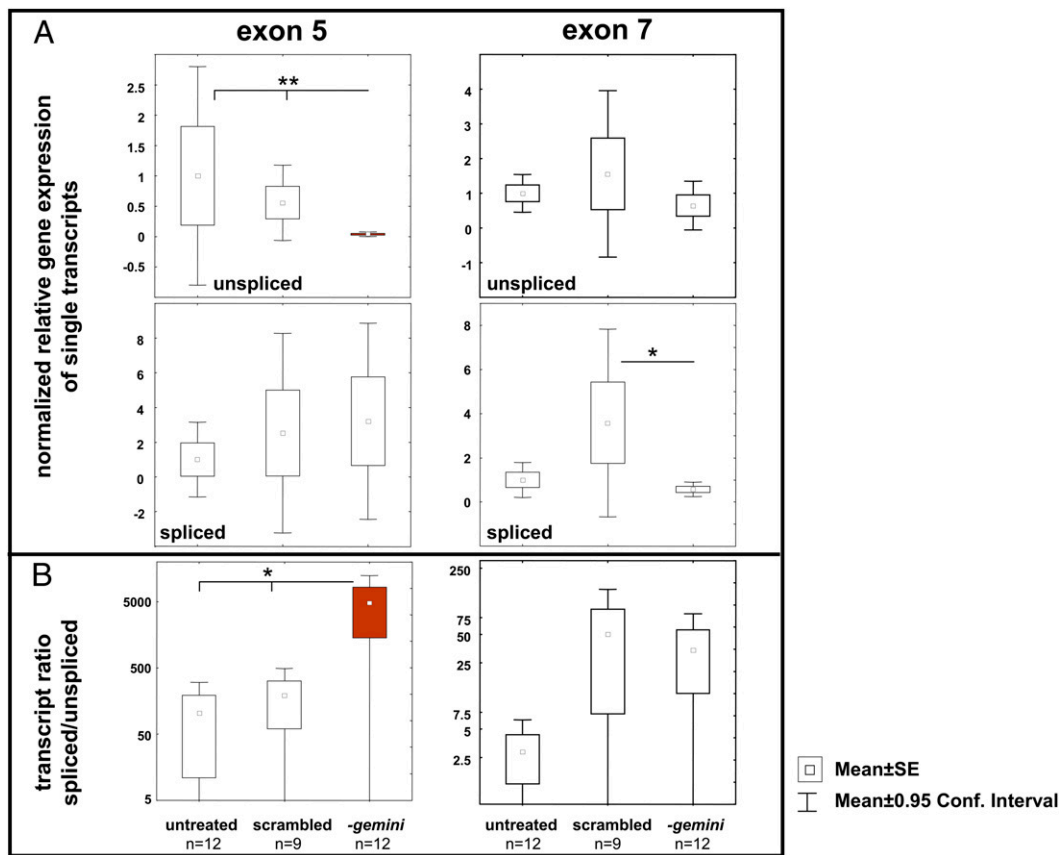 A
exon 5
exon 7
normalized relative gene expression
of single transcripts
2.5
2
1.5
1
0.5
0
-0.5
**
unspliced
4
3
2
1
0
-1
unspliced
8
6
4
2
0
-2
spliced
8
6
4
2
0
*
spliced
B
transcript ratio
spliced/unspliced
5000
500
50
5
*
250
75
50
25
7.5
5
2.5
untreated scrambled -gemini
n=12 n=9 n=12
untreated scrambled -gemini
n=12 n=9 n=12
Mean±SE
Mean±0.95 Conf. Interval